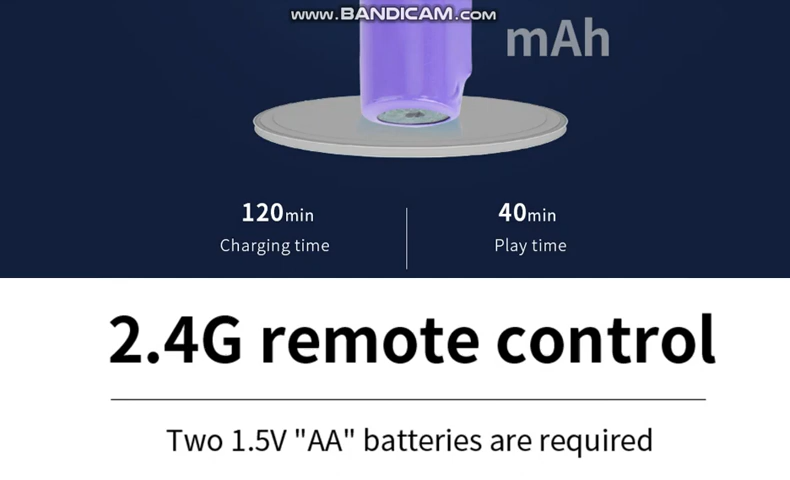 www.BANDICAM.com
mAh
120min
40min
Charging time
Play time
2.4G remote control
Two 1.5V "AA" batteries are required